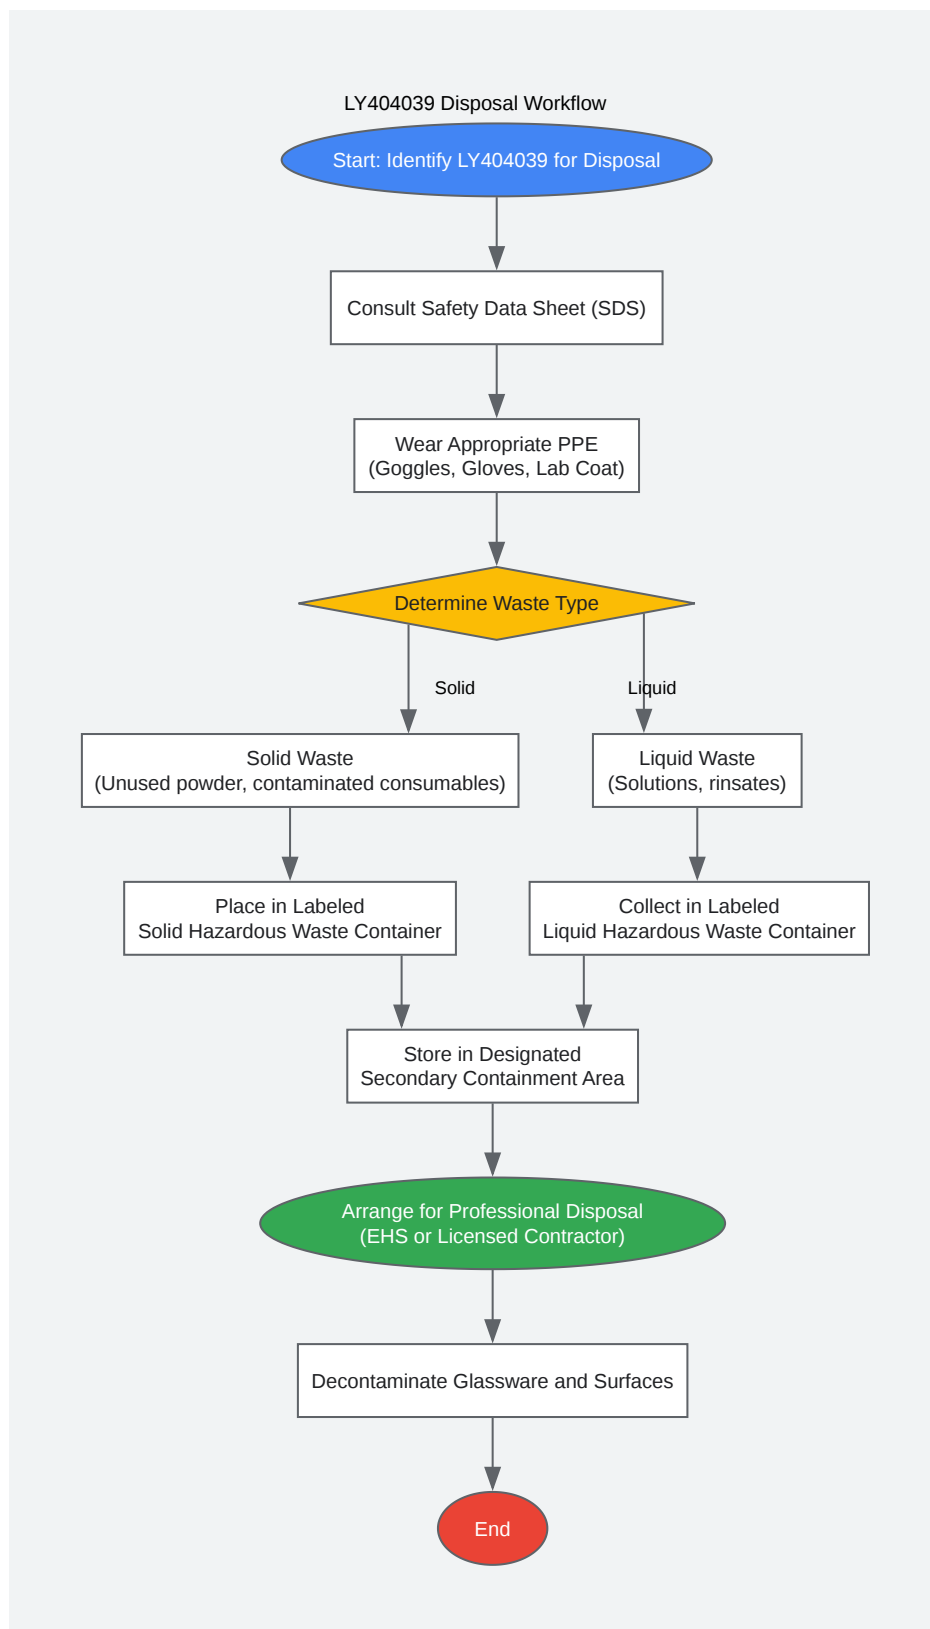 LY404039 Disposal Workflow
Start: Identify LY404039 for Disposal
Consult Safety Data Sheet (SDS)
Wear Appropriate PPE
(Goggles, Gloves, Lab Coat)
Determine Waste Type
Solid
Liquid
Solid Waste
(Unused powder, contaminated consumables)
Liquid Waste
(Solutions, rinsates)
Place in Labeled
Solid Hazardous Waste Container
Collect in Labeled
Liquid Hazardous Waste Container
Store in Designated
Secondary Containment Area
Arrange for Professional Disposal
(EHS or Licensed Contractor)
Decontaminate Glassware and Surfaces
End